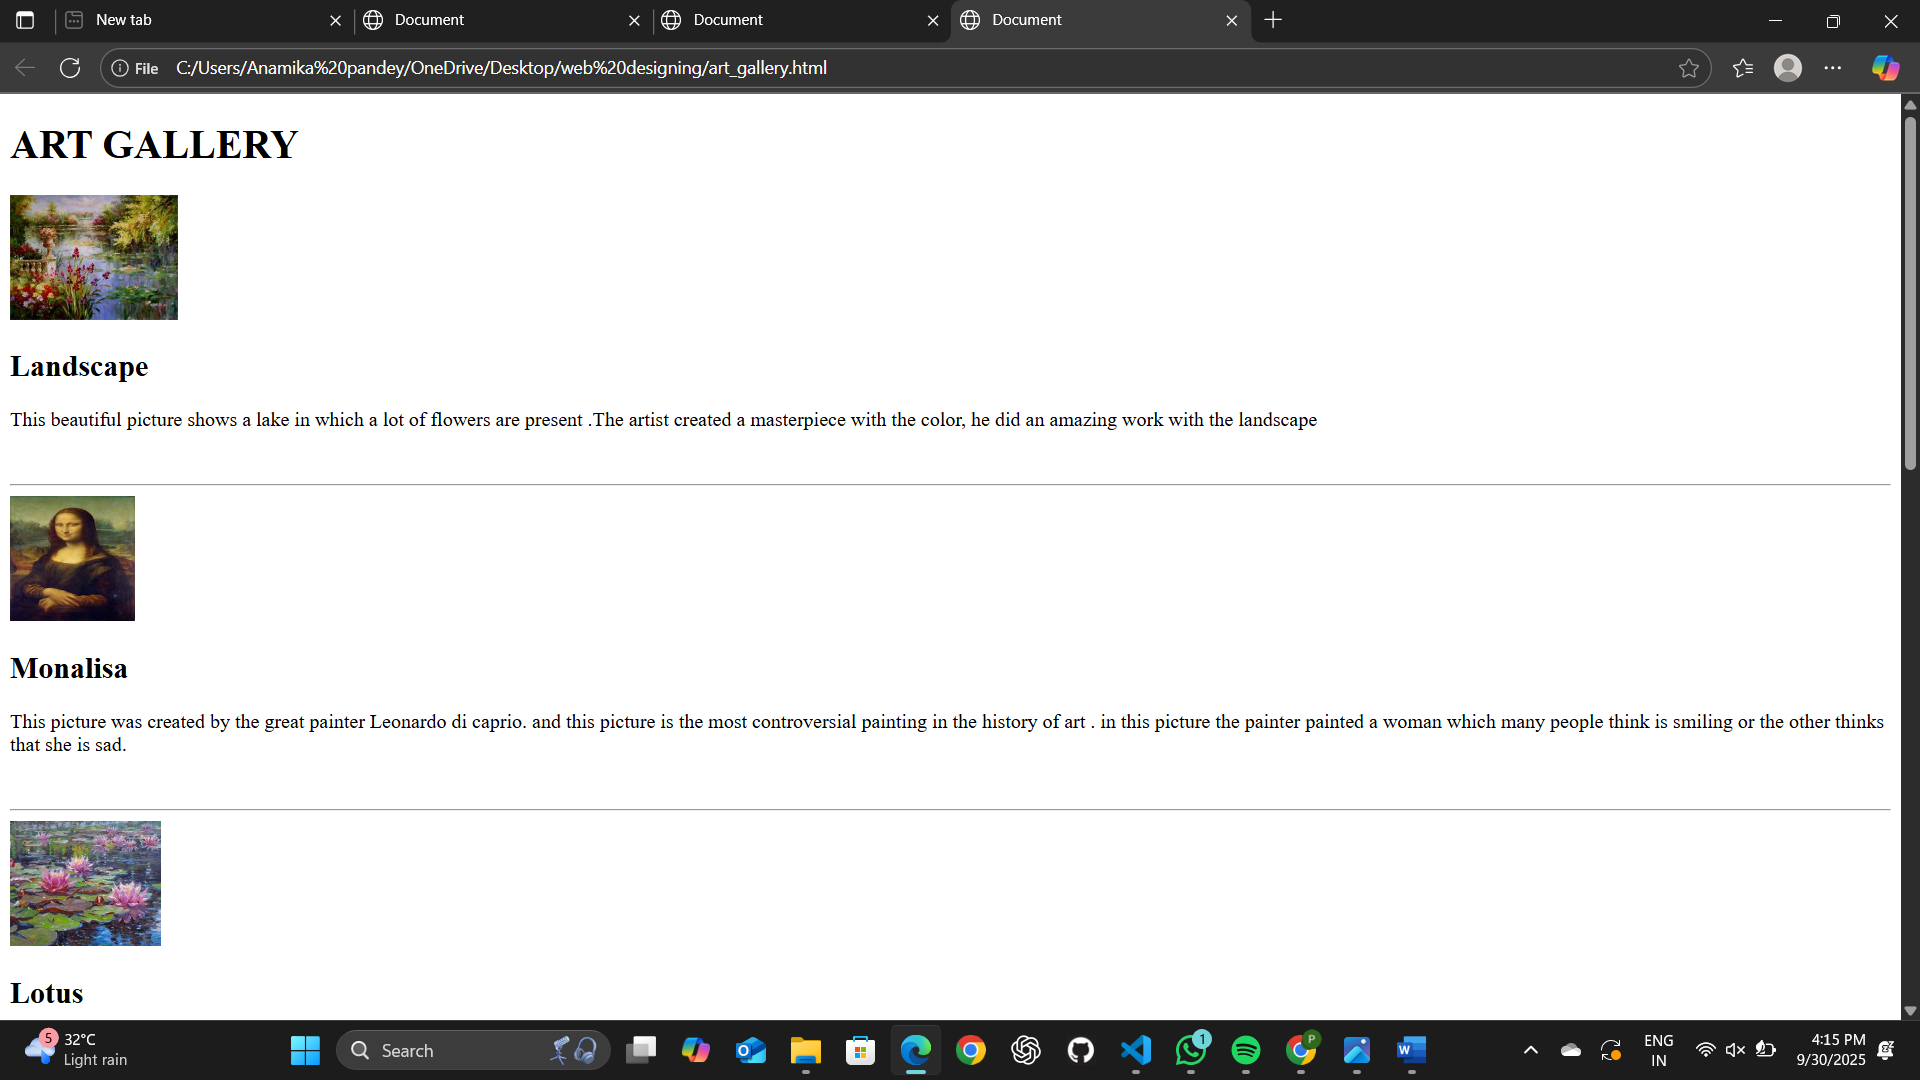 New tab
Document
Document
Document
File C:/Users/Anamika%20pandey/OneDrive/Desktop/web%20designing/art_gallery.html
ART GALLERY
Landscape
This beautiful picture shows a lake in which a lot of flowers are present .The artist created a masterpiece with the color, he did an amazing work with the landscape
Monalisa
This picture was created by the great painter Leonardo di caprio. and this picture is the most controversial painting in the history of art . in this picture the painter painted a woman which many people think is smiling or the other thinks
that she is sad.
Lotus
5
32°C
Light rain
Search
1
P
W
ENG
IN
4:15 PM
9/30/2025